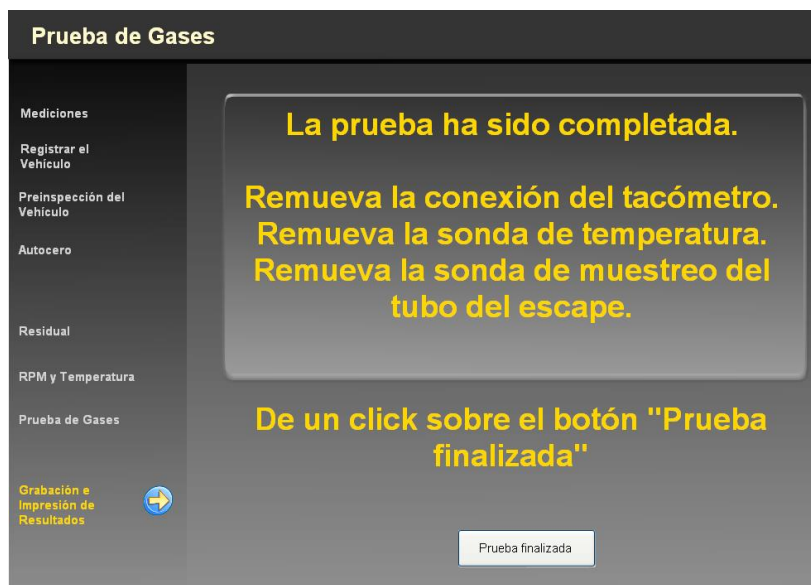 Prueba de Gases
Mediciones
Registrar el
Vehículo
Preinspección del
Vehículo
Autocero
Residual
RPM y Temperatura
Prueba de Gases
Grabación e
Impresión de
Resultados
La prueba ha sido completada.
Remueva la conexión del tacómetro.
Remueva la sonda de temperatura.
Remueva la sonda de muestreo del
tubo del escape.
De un click sobre el botón "Prueba
finalizada"
Prueba finalizada